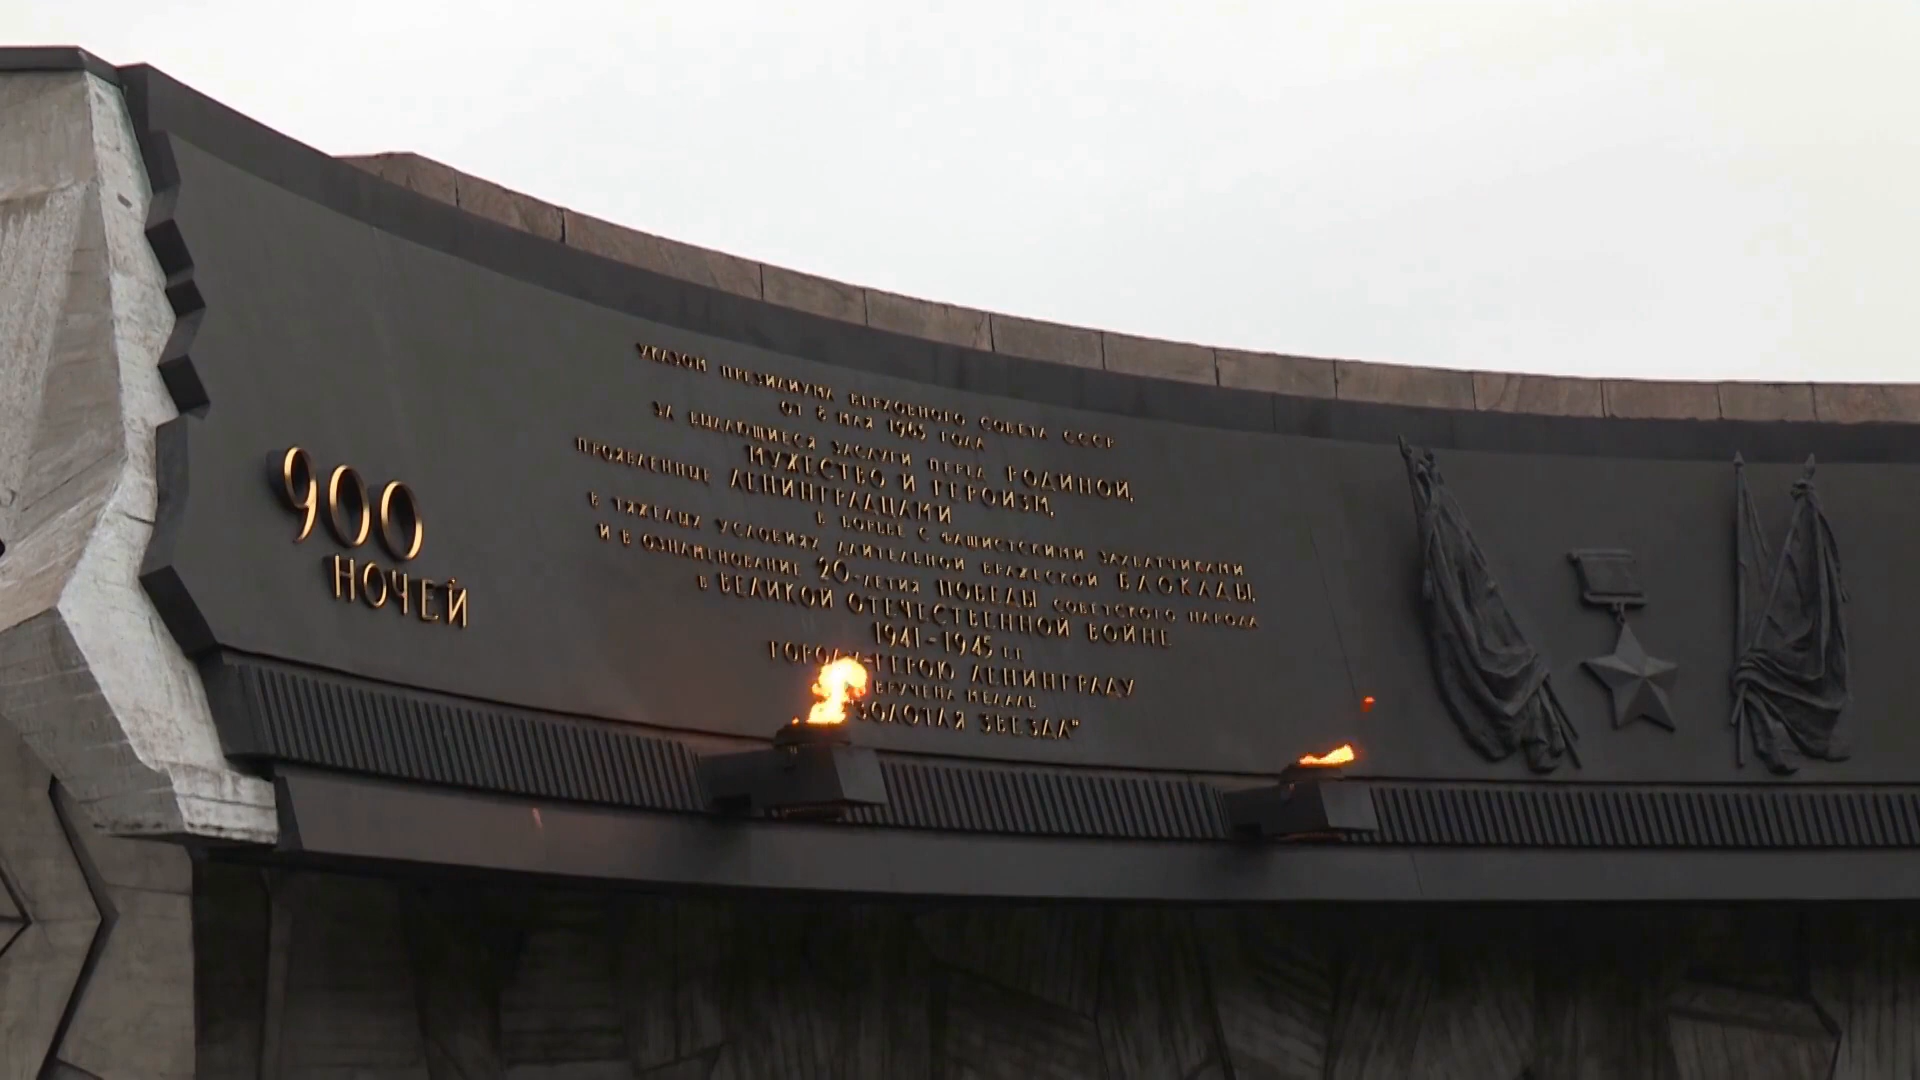 900
НОЧЕЙ
УКАЗОМ ПРЕЗИДИУМА ВЕРХОВНОГО СОВЕТА СССР
ОТ 8 МАЯ 1965 ГОДА
ЗА ВЫДАЮЩИЕСЯ ЗАСЛУГИ ПЕРЕД РОДИНОЙ,
МУЖЕСТВО И ГЕРОИЗМ,
ПРОЯВЛЕННЫЕ ЛЕНИНГРАДЦАМИ
В БОРЬБЕ С ФАШИСТСКИМИ ЗАХВАТЧИКАМИ
В ТЯЖЕЛЫХ УСЛОВИЯХ ДЛИТЕЛЬНОЙ ВРАЖЕСКОЙ БЛОКАДЫ,
И В ОЗНАМЕНОВАНИЕ 20-ЛЕТИЯ ПОБЕДЫ СОВЕТСКОГО НАРОДА
В ВЕЛИКОЙ ОТЕЧЕСТВЕННОЙ ВОЙНЕ
1941-1945 ГГ.
ГОРОДУ-ГЕРОЮ ЛЕНИНГРАДУ
ВРУЧЕНА МЕДАЛЬ
"ЗОЛОТАЯ ЗВЕЗДА"